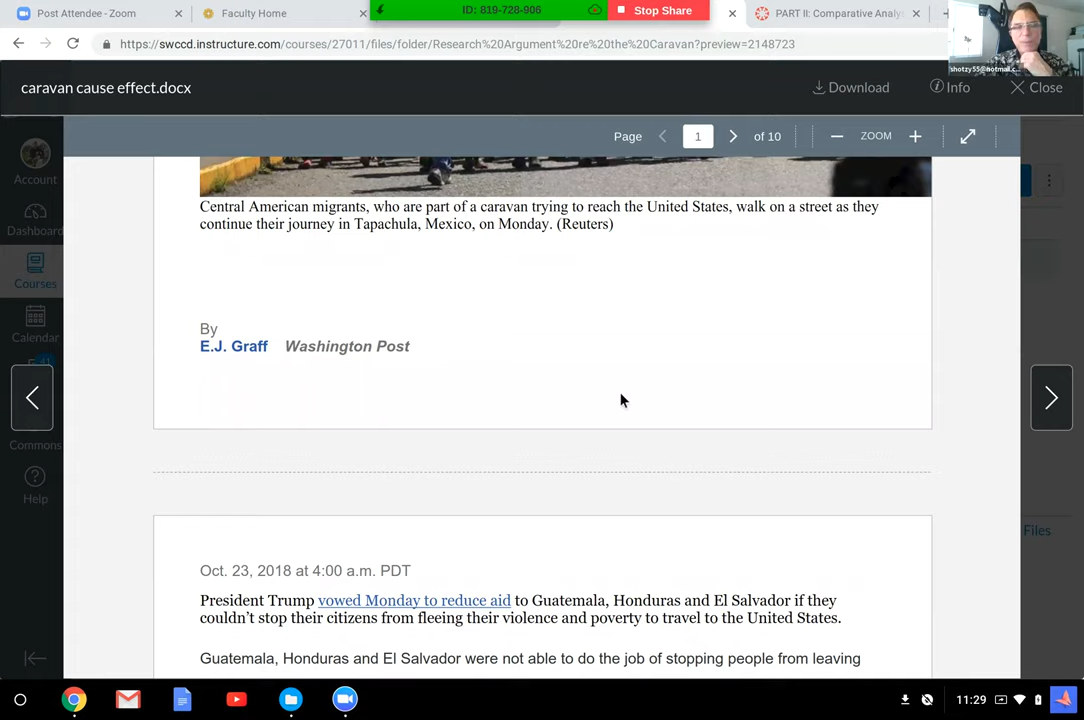 Post Attendee - Zoom
Faculty Home
ID: 819-728-906
Stop Share
PART II: Comparative Analy
https://swccd.instructure.com/courses/27011/files/folder/Research%20Argument%20re%20the%20Caravan?preview=2148723
caravan cause effect.docx
Download
Info
Close
Page
1
of 10
ZOOM
Account
Dashboard
Courses
Calendar
41
Commons
Help
Files
Central American migrants, who are part of a caravan trying to reach the United States, walk on a street as they
continue their journey in Tapachula, Mexico, on Monday. (Reuters)
By
E.J. Graff Washington Post
Oct. 23, 2018 at 4:00 a.m. PDT
President Trump vowed Monday to reduce aid to Guatemala, Honduras and El Salvador if they
couldn't stop their citizens from fleeing their violence and poverty to travel to the United States.
Guatemala, Honduras and El Salvador were not able to do the job of stopping people from leaving
11:29